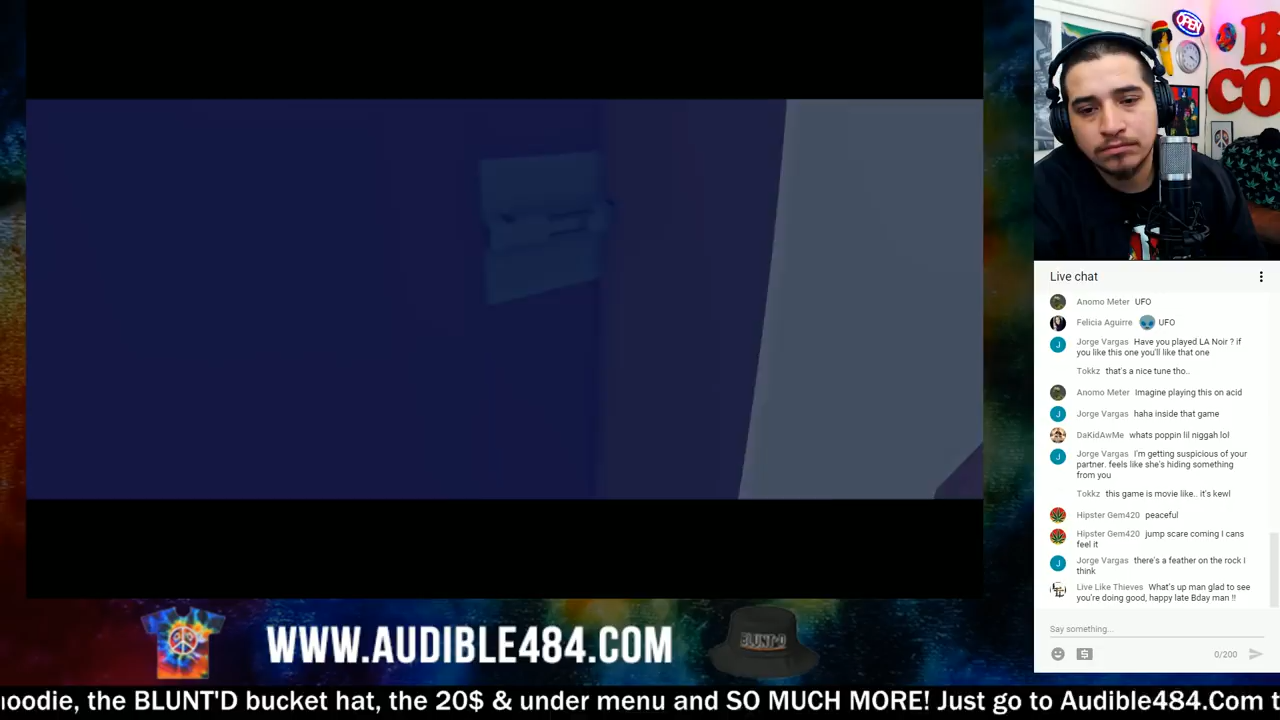 OPEN
B
CO
Live chat
Anomo Meter UFO
Felicia Aguirre UFO
Jorge Vargas Have you played LA Noir ? if
you like this one you'll like that one
Tokkz that's a nice tune tho..
Anomo Meter Imagine playing this on acid
Jorge Vargas haha inside that game
DaKidAwMe whats poppin lil niggah lol
Jorge Vargas I'm getting suspicious of your
partner. feels like she's hiding something
from you
Tokkz this game is movie like.. it's kewl
Hipster Gem420 peaceful
Hipster Gem420 jump scare coming I cans
feel it
Jorge Vargas there's a feather on the rock I
think
Live Like Thieves What's up man glad to see
you're doing good, happy late Bday man !!
Say something...
0/200
WWW.AUDIBLE484.COM
BLUNT'D
hoodie, the BLUNT'D bucket hat, the 20$ & under menu and SO MUCH MORE! Just go to Audible484.Com t